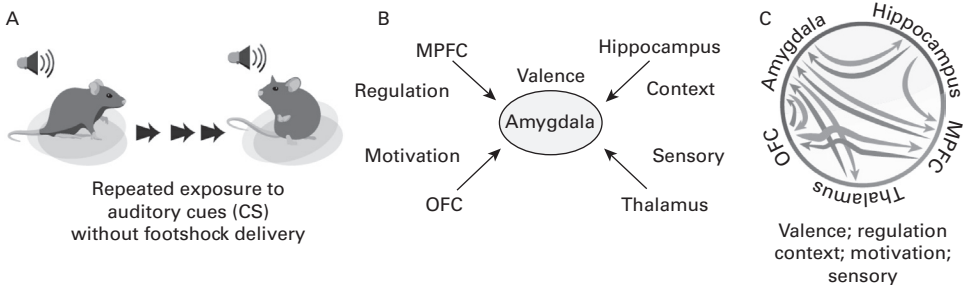 A
Repeated exposure to
auditory cues (CS)
without footshock delivery
B
MPFC
Hippocampus
Valence
Regulation
Context
Amygdala
Motivation
Sensory
OFC
Thalamus
C
Amygdala
Hippocampus
MPFC
Thalamus
OFC
Valence; regulation
context; motivation;
sensory